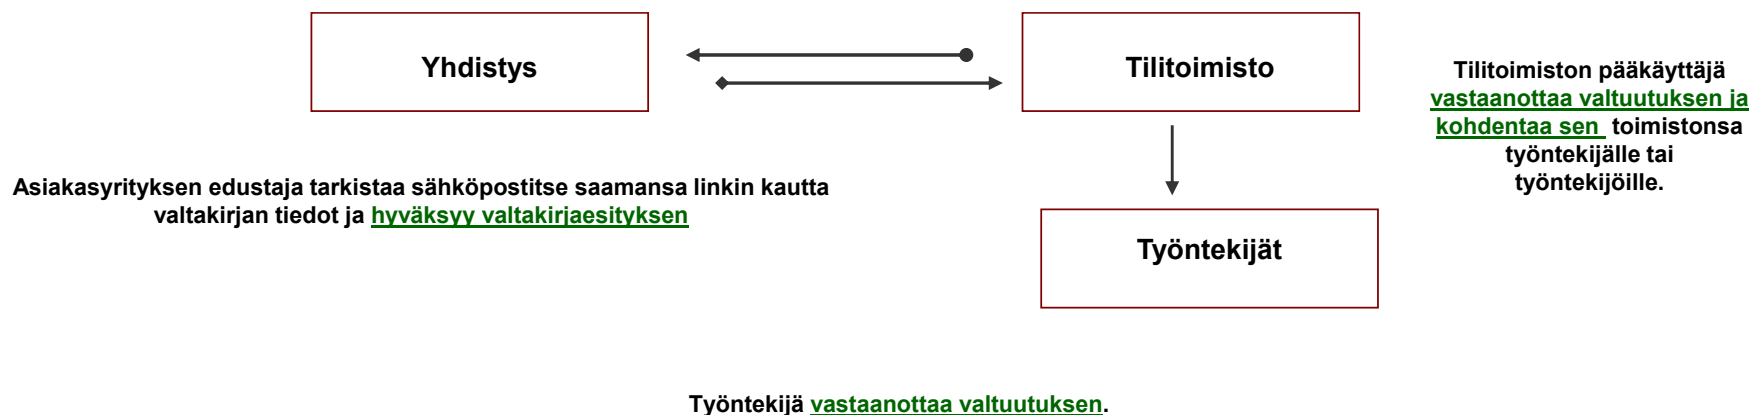 Yhdistys
Tilitoimisto
Tilitoimiston pääkäyttäjä
vastaanottaa valtuutuksen ja
kohdentaa sen toimistonsa
työntekijälle tai
työntekijöille.
Asiakasyrityksen edustaja tarkistaa sähköpostitse saamansa linkin kautta
valtakirjan tiedot ja hyväksyy valtakirjaesityksen
Työntekijät
Työntekijä vastaanottaa valtuutuksen.